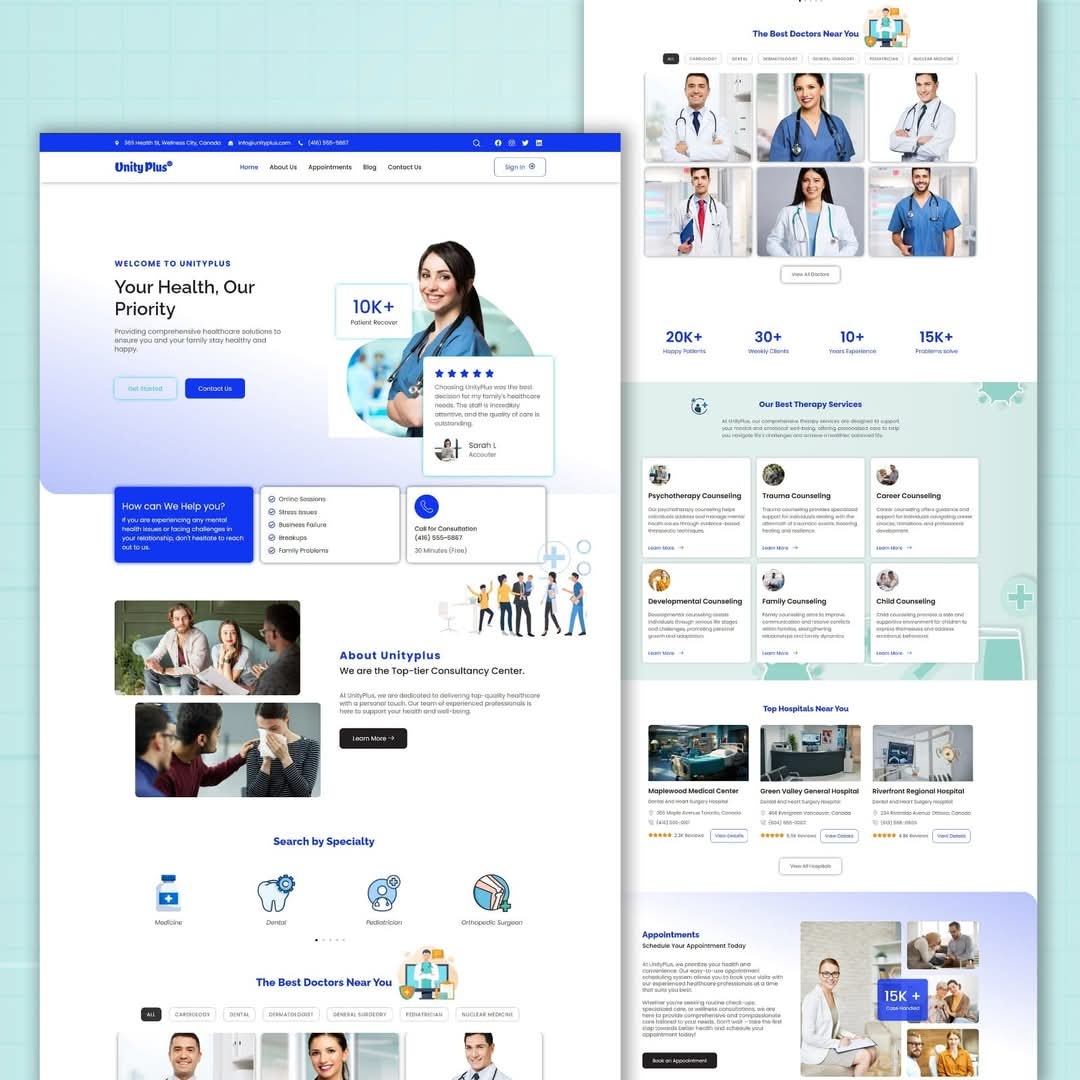 365 Health St, Wellness City, Canada info@unityplus.com (416) 555-6867
Unity Plus®
Home About Us Appointments Blog Contact Us
Sign In
WELCOME TO UNITYPLUS
Your Health, Our
Priority
Providing comprehensive healthcare solutions to
ensure you and your family stay healthy and
happy.
Get Started
Contact Us
10K+
Patient Recover
Choosing UnityPlus was the best
decision for my family's healthcare
needs. The staff is incredibly
attentive, and the quality of care is
outstanding.
Sarah L
Accouter
How can We Help you?
If you are experiencing any mental
health issues or facing challenges in
your relationship, don't hesitate to reach
out to us.
Online Sessions
Stress Issues
Business Failure
Breakups
Family Problems
Call for Consultation
(416) 555-6867
30 Minutes (Free)
About Unityplus
We are the Top-tier Consultancy Center.
At UnityPlus, we are dedicated to delivering top-quality healthcare
with a personal touch. Our team of experienced professionals is
here to support your health and well-being.
Learn More
Search by Specialty
Medicine
Dental
Pediatrician
Orthopedic Surgeon
The Best Doctors Near You
ALL CARDIOLOGY DENTAL DERMATOLOGIST GENERAL SURGEORY PEDIATRICIAN NUCLEAR MEDICINE
The Best Doctors Near You
ALL CARDIOLOGY DENTAL DERMATOLOGIST GENERAL SURGEORY PEDIATRICIAN NUCLEAR MEDICINE
View All Doctors
20K+
Happy Patients
30+
Weekly Clients
10+
Years Experience
15K+
Problems solve
Our Best Therapy Services
At UnityPlus, our comprehensive therapy services are designed to support
your mental and emotional well-being, offering personalized care to help
you navigate life's challenges and achieve a healthier, balanced life.
Psychotherapy Counseling
Our psychotherapy counseling helps
individuals address and manage mental
health issues through evidence-based
therapeutic techniques.
Learn More
Trauma Counseling
Trauma counseling provides specialized
support for individuals dealing with the
aftermath of traumatic events, fostering
healing and resilience.
Learn More
Career Counseling
Career counseling offers guidance and
support for individuals navigating career
choices, transitions, and professional
development.
Learn More
Developmental Counseling
Developmental counseling assists
individuals through various life stages
and challenges, promoting personal
growth and adaptation.
Learn More
Family Counseling
Family counseling aims to improve
communication and resolve conflicts
within families, strengthening
relationships and family dynamics.
Learn More
Child Counseling
Child counseling provides a safe and
supportive environment for children to
express themselves and address
emotional, behavioral.
Learn More
Top Hospitals Near You
Maplewood Medical Center
Dental And Heart Surgery Hospital
355 Maple Avenue Toronto, Canada
2.3K Reviews
View Details
Green Valley General Hospital
Dental And Heart Surgery Hospital
456 Evergreen Vancouver, Canada
5.5K Reviews
View Details
Riverfront Regional Hospital
Dental And Heart Surgery Hospital
234 Riverside Avenue Ottawa, Canada
4.8K Reviews
View Details
View All Hospitals
Appointments
Schedule Your Appointment Today
At UnityPlus, we prioritize your health and
convenience. Our easy-to-use appointment
scheduling system allows you to book your visits with
our experienced healthcare professionals at a time
that suits you best.
Whether you're seeking routine check-ups,
specialized care, or wellness consultations, we
are here to provide comprehensive and compassionate
care tailored to your needs. Don't wait – take the first
step towards better health and schedule your
appointment today!
Book an Appointment
15K +
Case Handled